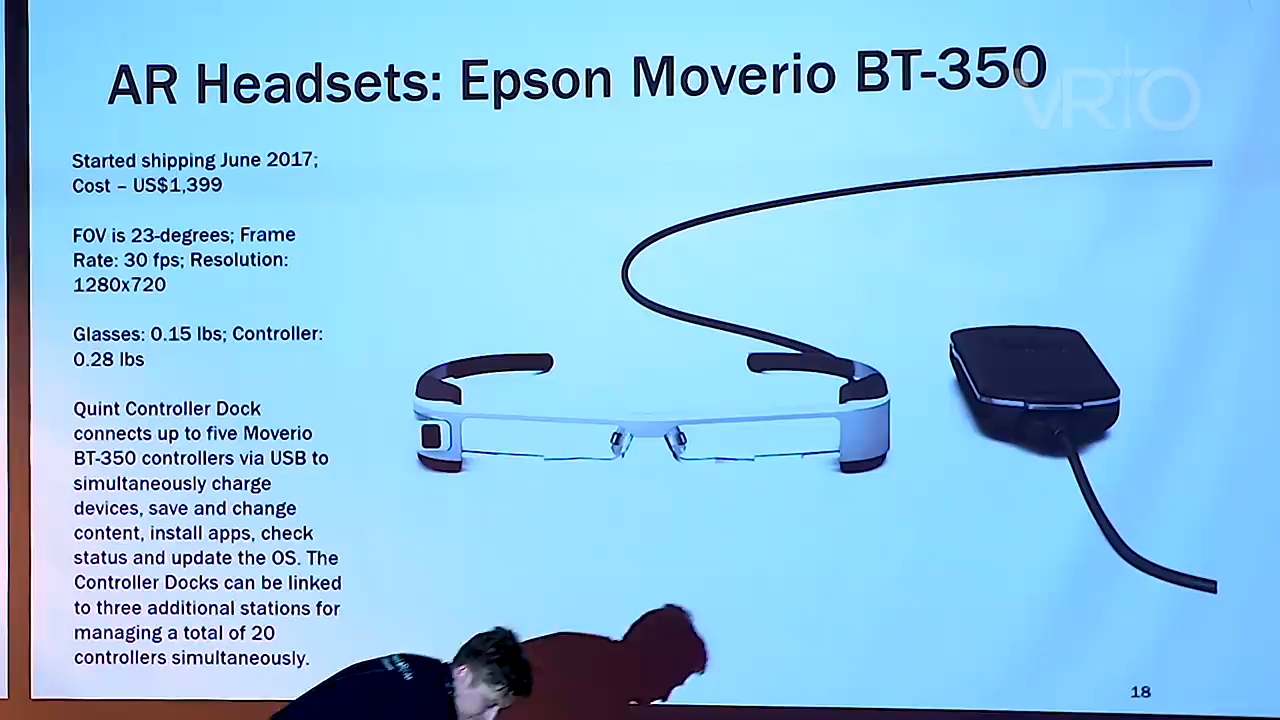 AR Headsets: Epson Moverio BT-350
VRTO
Started shipping June 2017;
Cost – US$1,399
FOV is 23-degrees; Frame
Rate: 30 fps; Resolution:
1280x720
Glasses: 0.15 lbs; Controller:
0.28 lbs
Quint Controller Dock
connects up to five Moverio
BT-350 controllers via USB to
simultaneously charge
devices, save and change
content, install apps, check
status and update the OS. The
Controller Docks can be linked
to three additional stations for
managing a total of 20
controllers simultaneously.
18